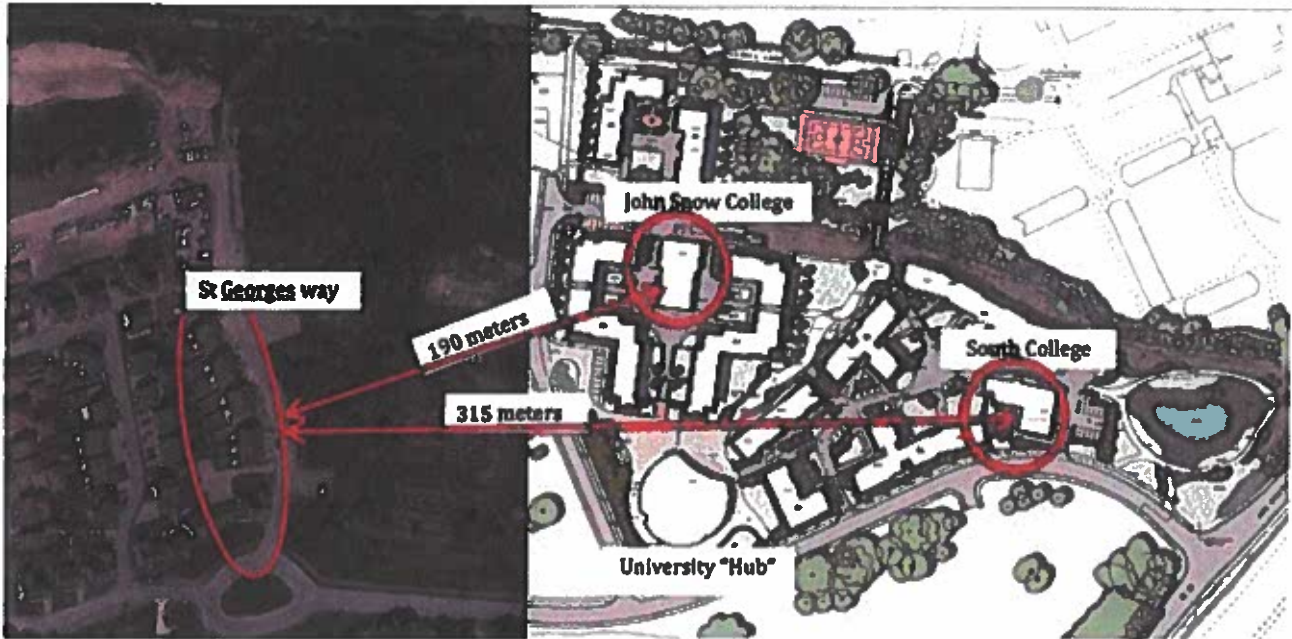 John Snow College
St Georges way
190 meters
South College
315 meters
University "Hub"